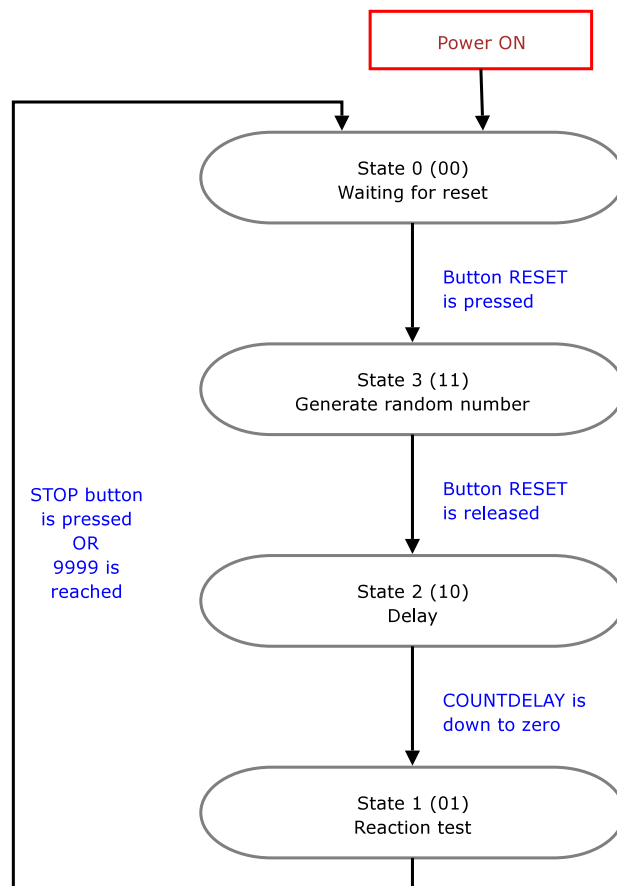 Power ON
State 0 (00)
Waiting for reset
Button RESET
is pressed
State 3 (11)
Generate random number
Button RESET
is released
STOP button
is pressed
OR
9999 is
reached
State 2 (10)
Delay
COUNTDELAY is
down to zero
State 1 (01)
Reaction test